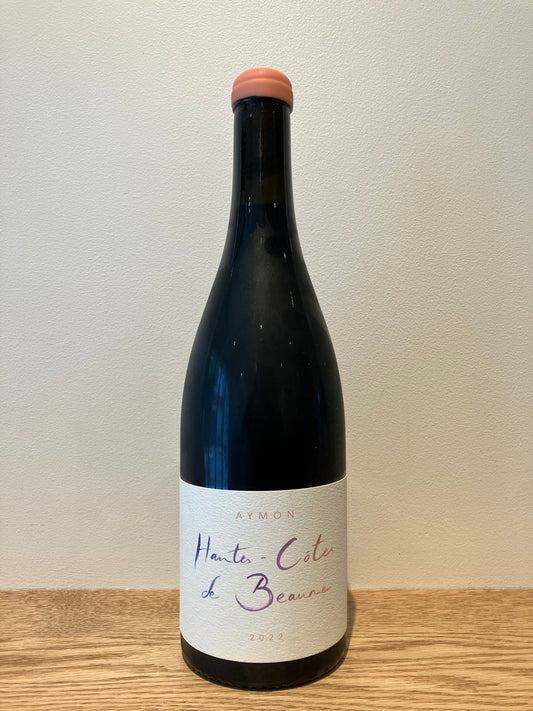 AYMON
Hautes-Côtes
de Beaune
2022